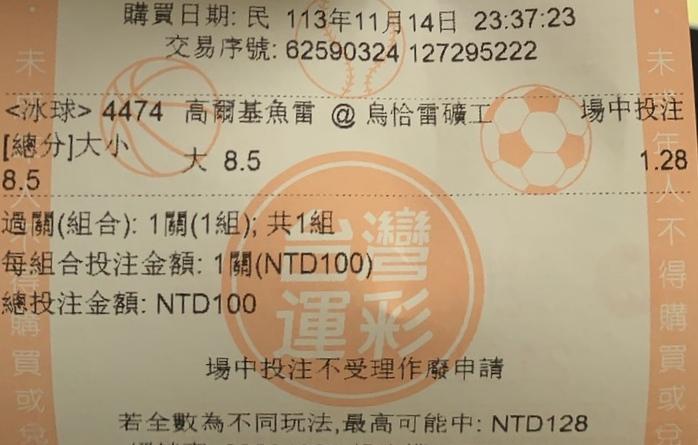 購買日期: 民 113年11月14日 23:37:23
交易序號: 62590324 127295222
<冰球> 4474 高爾基魚雷 @ 烏恰雷礦工 場中投注
[總分]大小 8.5 大 8.5 1.28
過關(組合): 1關(1組); 共1組
每組合投注金額: 1關(NTD100)
總投注金額: NTD100
台灣
運彩
場中投注不受理作廢申請
若全數為不同玩法,最高可能中: NTD128
未
人不得購買或兌
未
年人不得購買或兌